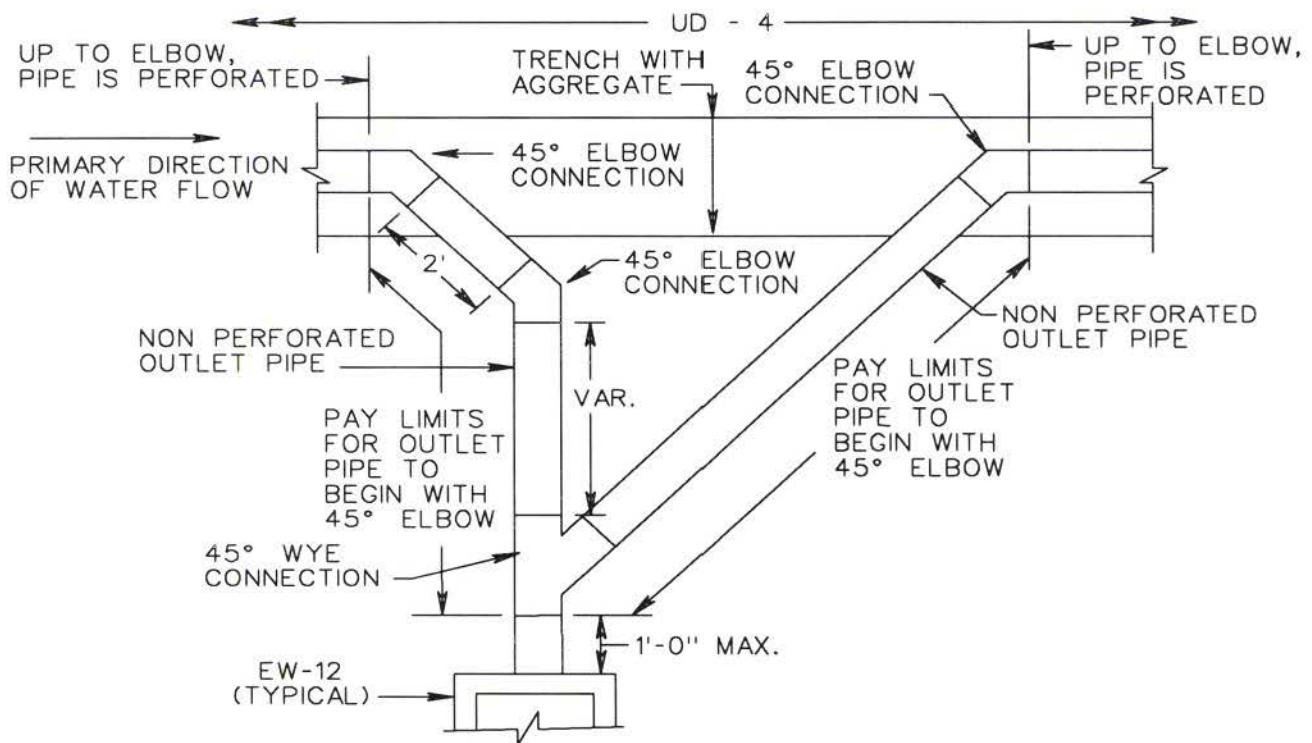 UD - 4
UP TO ELBOW,
PIPE IS PERFORATED
TRENCH WITH
AGGREGATE
45° ELBOW
CONNECTION
UP TO ELBOW,
PIPE IS
PERFORATED
PRIMARY DIRECTION
OF WATER FLOW
45° ELBOW
CONNECTION
2'
45° ELBOW
CONNECTION
NON PERFORATED
OUTLET PIPE
NON PERFORATED
OUTLET PIPE
VAR.
PAY LIMITS
FOR OUTLET
PIPE TO
BEGIN WITH
45° ELBOW
PAY LIMITS
FOR OUTLET
PIPE TO
BEGIN WITH
45° ELBOW
45° WYE
CONNECTION
1'-0" MAX.
EW-12
(TYPICAL)